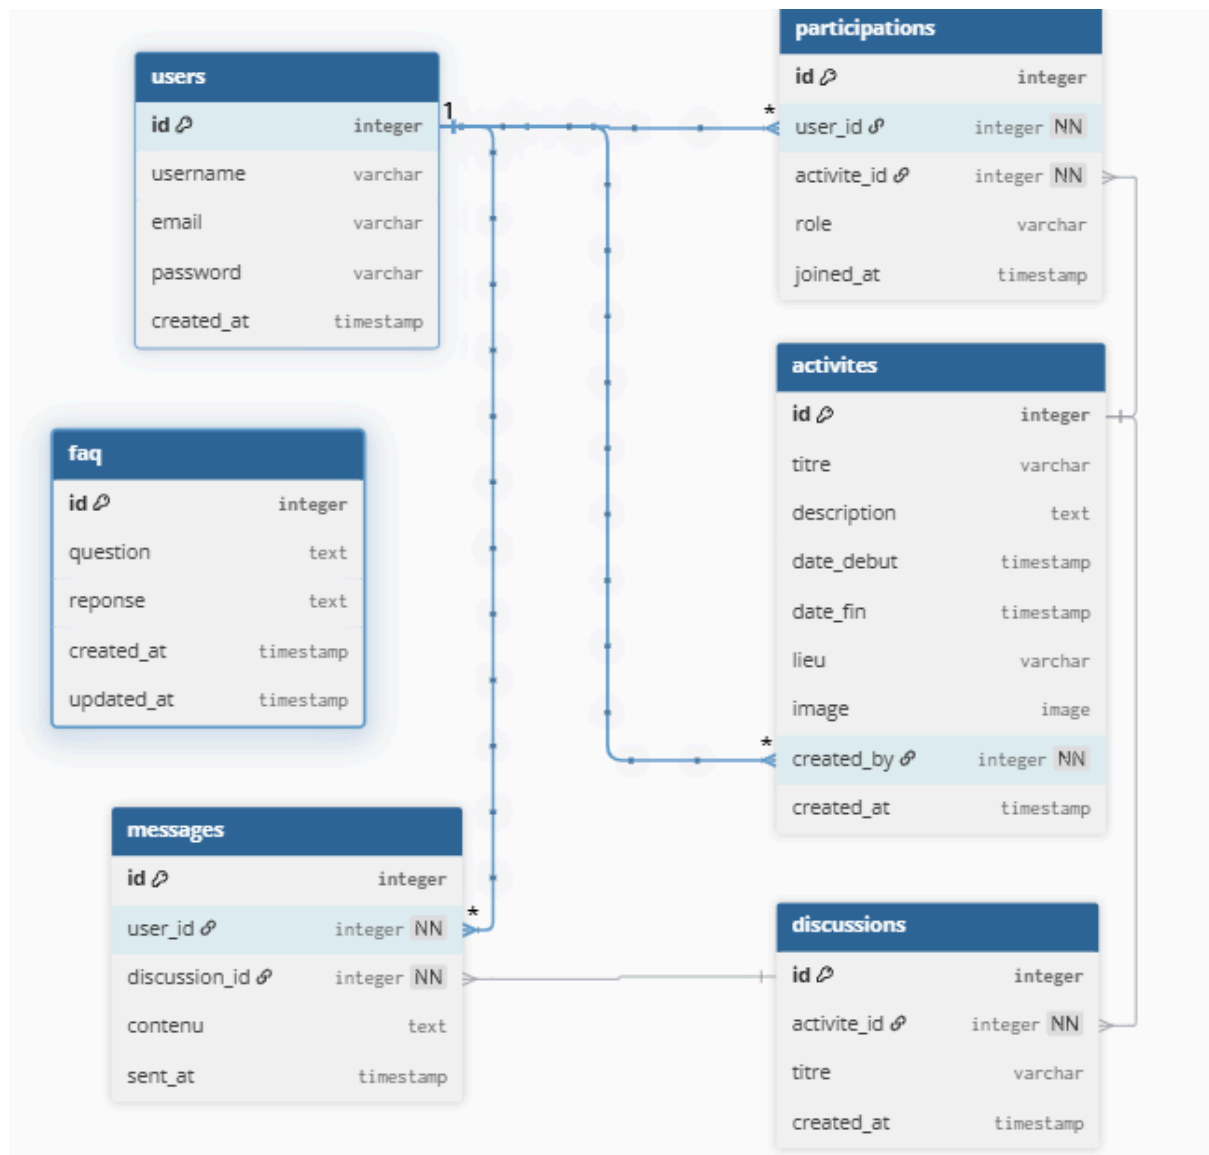 users
id integer
username varchar
email varchar
password varchar
created_at timestamp
1
*
participations
id integer
user_id integer NN
activite_id integer NN
role varchar
joined_at timestamp
activites
id integer
titre varchar
description text
date_debut timestamp
date_fin timestamp
lieu varchar
image image
*
created_by integer NN
created_at timestamp
faq
id integer
question text
reponse text
created_at timestamp
updated_at timestamp
messages
id integer
*
user_id integer NN
discussion_id integer NN
contenu text
sent_at timestamp
discussions
id integer
activite_id integer NN
titre varchar
created_at timestamp